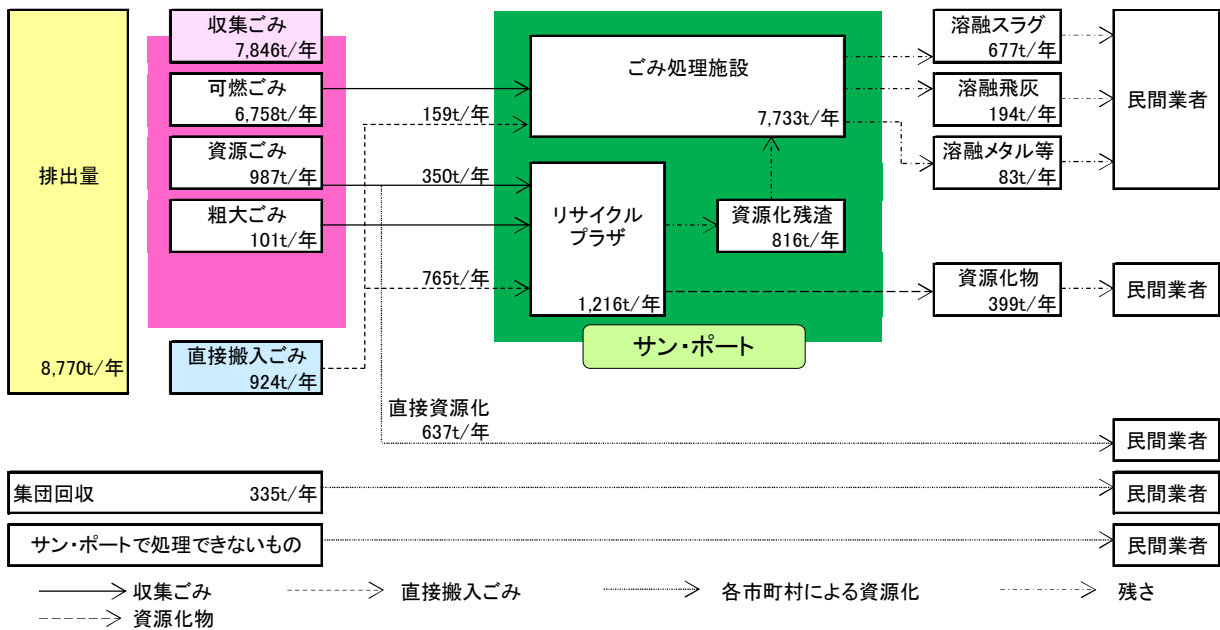 排出量
8,770t/年
収集ごみ
7,846t/年
可燃ごみ
6,758t/年
資源ごみ
987t/年
粗大ごみ
101t/年
直接搬入ごみ
924t/年
159t/年
350t/年
765t/年
直接資源化
637t/年
ごみ処理施設
7,733t/年
リサイクル
プラザ
1,216t/年
資源化残渣
816t/年
サン・ポート
溶融スラグ
677t/年
溶融飛灰
194t/年
溶融メタル等
83t/年
資源化物
399t/年
民間業者
民間業者
民間業者
集団回収 335t/年
民間業者
サン・ポートで処理できないもの
民間業者
収集ごみ 直接搬入ごみ 各市町村による資源化 残さ
資源化物